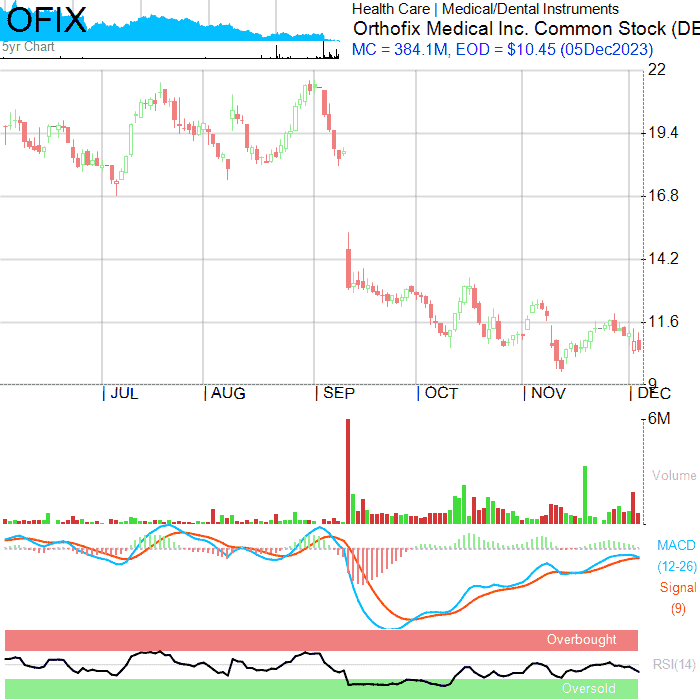 OFIX
5yr Chart
Health Care | Medical/Dental Instruments
Orthofix Medical Inc. Common Stock (DE
MC = 384.1M, EOD = $10.45 (05Dec2023)
22
19.4
16.8
14.2
11.6
9
| JUL | AUG | SEP | OCT | NOV | DEC
6M
Volume
MACD
(12-26)
Signal
(9)
Overbought
RSI(14)
Oversold